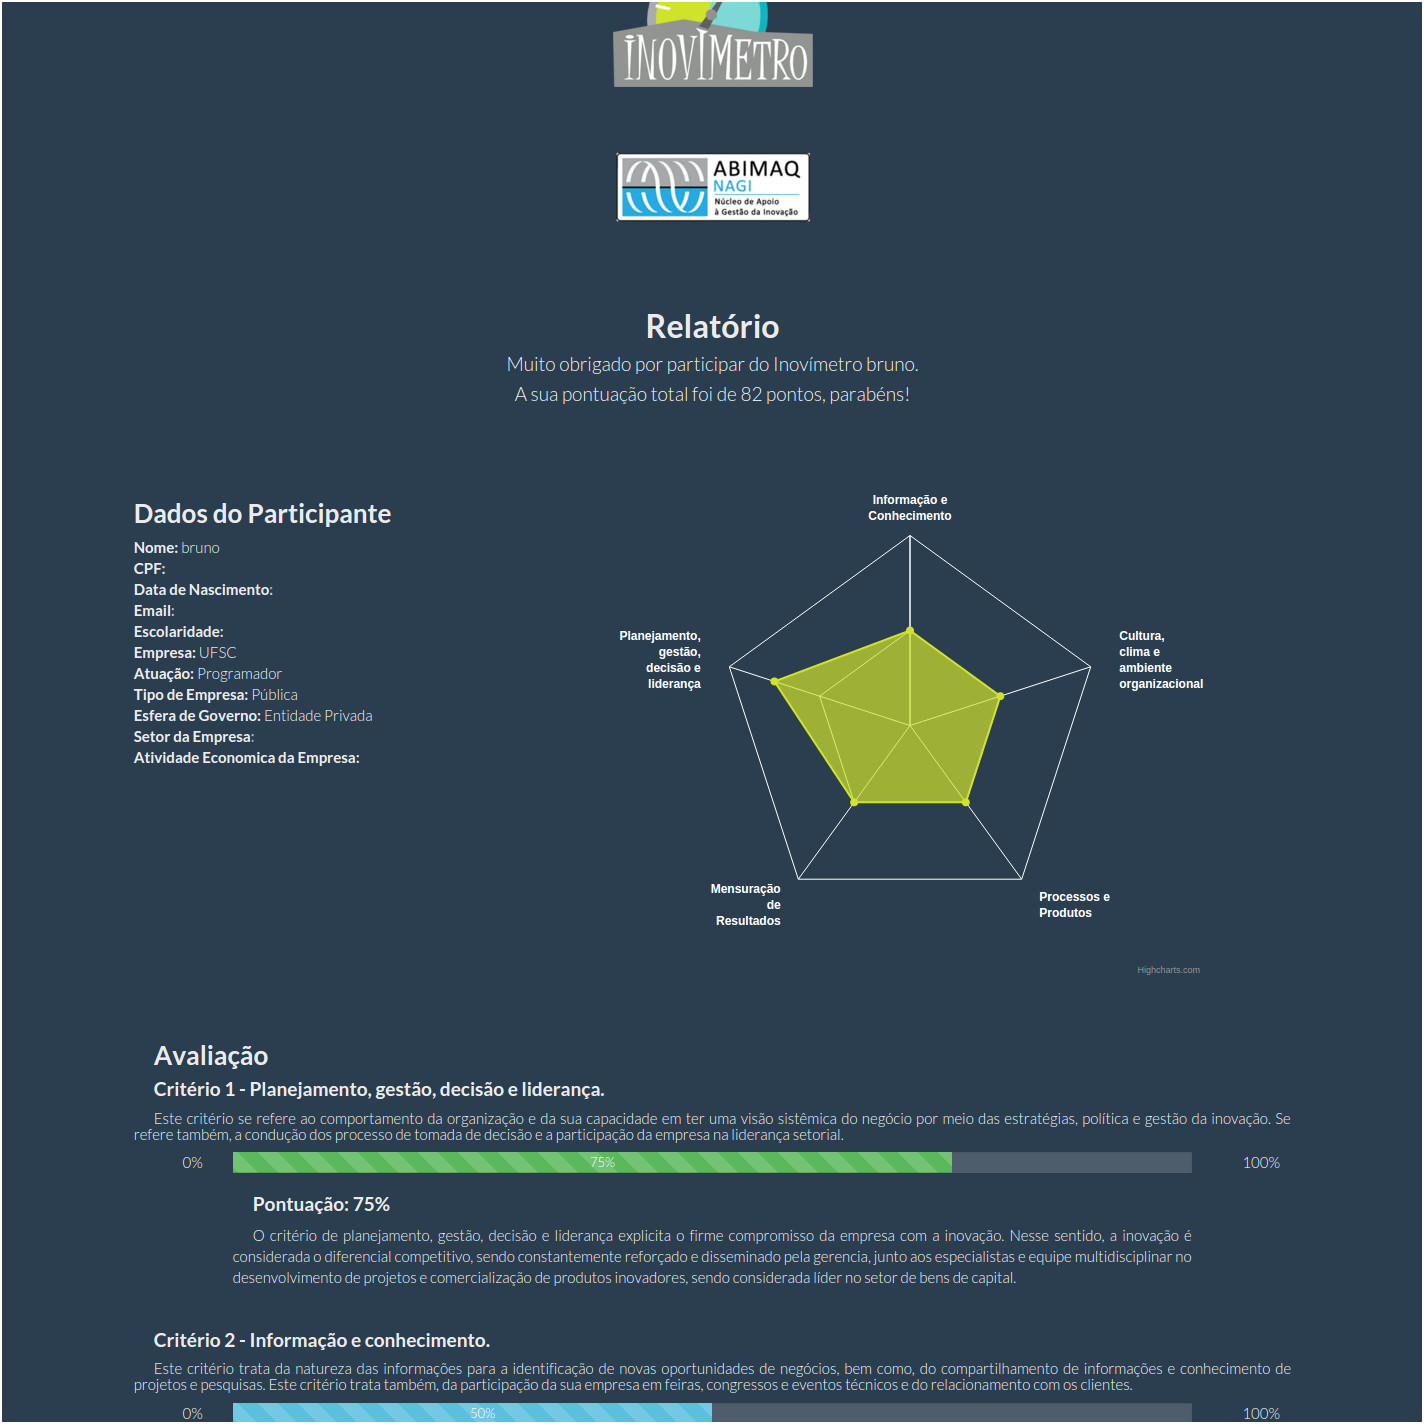 INOVÍMETRO
ABIMAQ
NAGI
Núcleo de Apoio
à Gestão da Inovação
Relatório
Muito obrigado por participar do Inovímetro bruno.
A sua pontuação total foi de 82 pontos, parabéns!
Dados do Participante
Nome: bruno
CPF:
Data de Nascimento:
Email:
Escolaridade:
Empresa: UFSC
Atuação: Programador
Tipo de Empresa: Pública
Esfera de Governo: Entidade Privada
Setor da Empresa:
Atividade Economica da Empresa:
Informação e
Conhecimento
Cultura,
clima e
ambiente
organizacional
Processos e
Produtos
Mensuração
de
Resultados
Planejamento,
gestão,
decisão e
liderança
Highcharts.com
Avaliação
Critério 1 - Planejamento, gestão, decisão e liderança.
Este critério se refere ao comportamento da organização e da sua capacidade em ter uma visão sistêmica do negócio por meio das estratégias, política e gestão da inovação. Se
refere também, a condução dos processo de tomada de decisão e a participação da empresa na liderança setorial.
0% 75% 100%
Pontuação: 75%
O critério de planejamento, gestão, decisão e liderança explicita o firme compromisso da empresa com a inovação. Nesse sentido, a inovação é
considerada o diferencial competitivo, sendo constantemente reforçado e disseminado pela gerencia, junto aos especialistas e equipe multidisciplinar no
desenvolvimento de projetos e comercialização de produtos inovadores, sendo considerada líder no setor de bens de capital.
Critério 2 - Informação e conhecimento.
Este critério trata da natureza das informações para a identificação de novas oportunidades de negócios, bem como, do compartilhamento de informações e conhecimento de
projetos e pesquisas. Este critério trata também, da participação da sua empresa em feiras, congressos e eventos técnicos e do relacionamento com os clientes.
0% 50% 100%